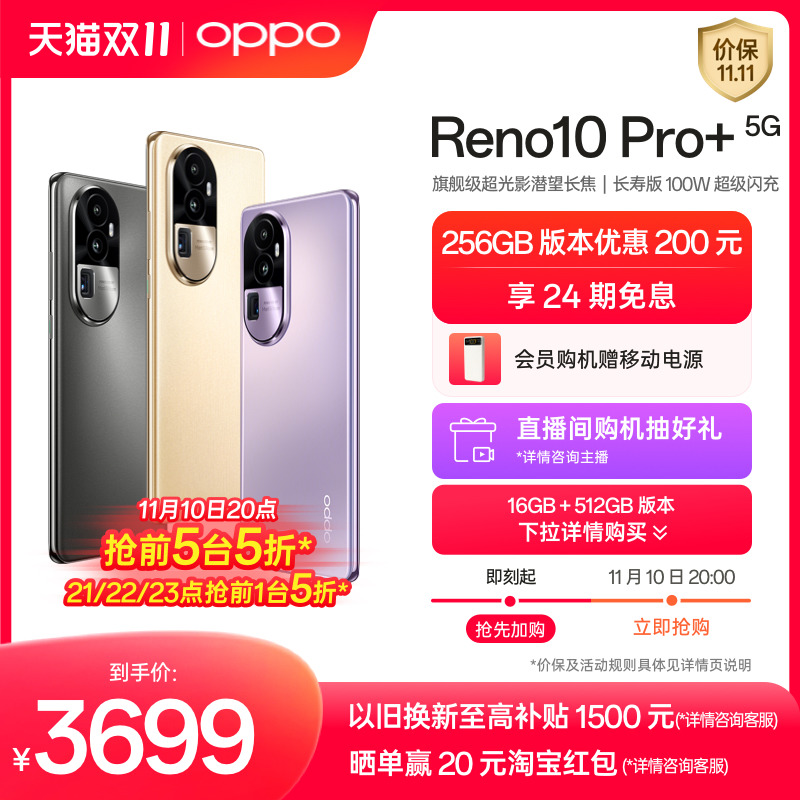 天猫双11 | oppo
价保
11.11
Reno10 Pro+ 5G
旗舰级超光影潜望长焦 | 长寿版 100W 超级闪充
256GB 版本优惠 200 元
享 24 期免息
会员购机赠移动电源
直播间购机抽好礼
*详情咨询主播
16GB + 512GB 版本
下拉详情购买
即刻起
11 月 10 日 20:00
抢先加购
立即抢购
*价保及活动规则具体见详情页说明
oppo
11月10日20点
抢前5台5折*
21/22/23点抢前1台5折*
到手价:
¥3699
以旧换新至高补贴 1500 元(*详情咨询客服)
晒单赢 20 元淘宝红包 (*详情咨询客服)